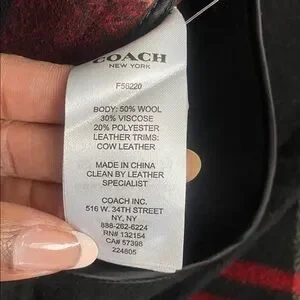 COACH
NEW YORK
F58220
BODY: 50% WOOL
30% VISCOSE
20% POLYESTER
LEATHER TRIMS:
COW LEATHER
MADE IN CHINA
CLEAN BY LEATHER
SPECIALIST
COACH INC.
516 W. 34TH STREET
NY, NY
888-262-6224
RN# 132154
CA# 57398
224805